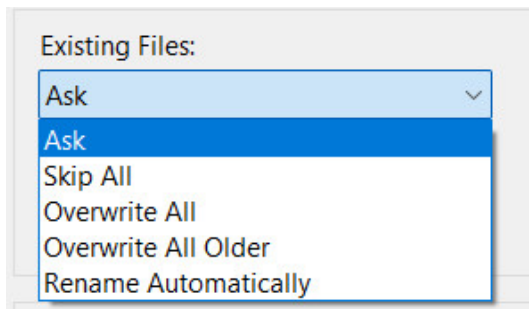 Existing Files:
Ask
Ask
Skip All
Overwrite All
Overwrite All Older
Rename Automatically